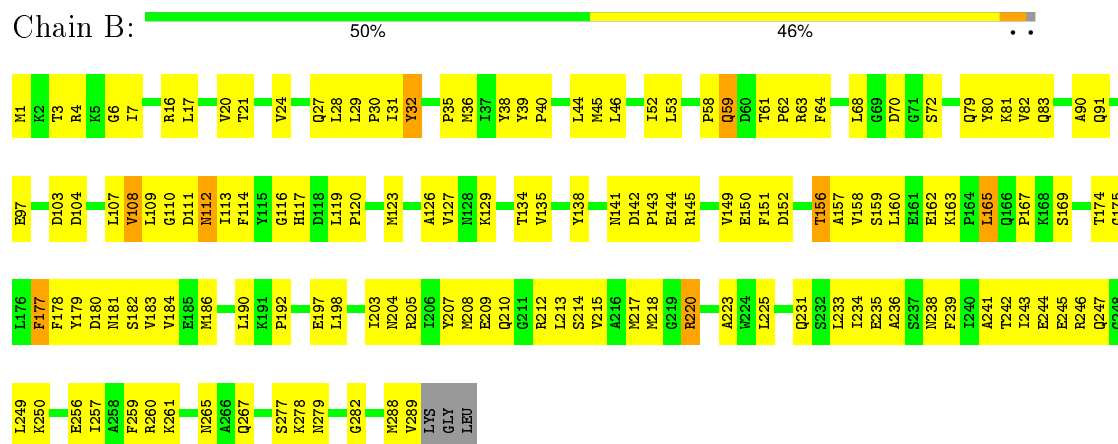 Chain B:
50% 46% • •
M1 K2 T3 R4 K5 G6 I7 R16 L17 V20 T21 V24 Q27 L28 L29 P30 I31 Y32 P35 M36 I37 Y38 Y39 P40 L44 M45 L46 I52 L53 P58 Q59 D60 T61 P62 R63 F64 L68 G69 D70 G71 S72 Q79 Y80 K81 V82 Q83 A90 Q91
E97 D103 D104 L107 V108 L109 G110 D111 N112 I113 F114 Y115 G116 H117 D118 L119 P120 M123 A126 V127 N128 K129 T134 V135 Y138 N141 D142 P143 E144 R145 V149 E150 F151 D152 T156 A157 V158 S159 L160 E161 E162 K163 P164 L165 Q166 P167 K168 S169 T174 G175
L176 F177 F178 Y179 D180 N181 S182 V183 V184 E185 M186 L190 K191 P192 E197 L198 I203 N204 R205 I206 Y207 M208 E209 Q210 G211 R212 L213 S214 V215 A216 M217 M218 G219 R220 A223 W224 L225 Q231 S232 L233 I234 E235 A236 S237 N238 F239 I240 A241 T242 I243 E244 E245 R246 Q247 G248
L249 K250 E256 I257 A258 F259 R260 K261 N265 A266 Q267 S277 K278 N279 G282 M288 V289 LYS GLY LEU